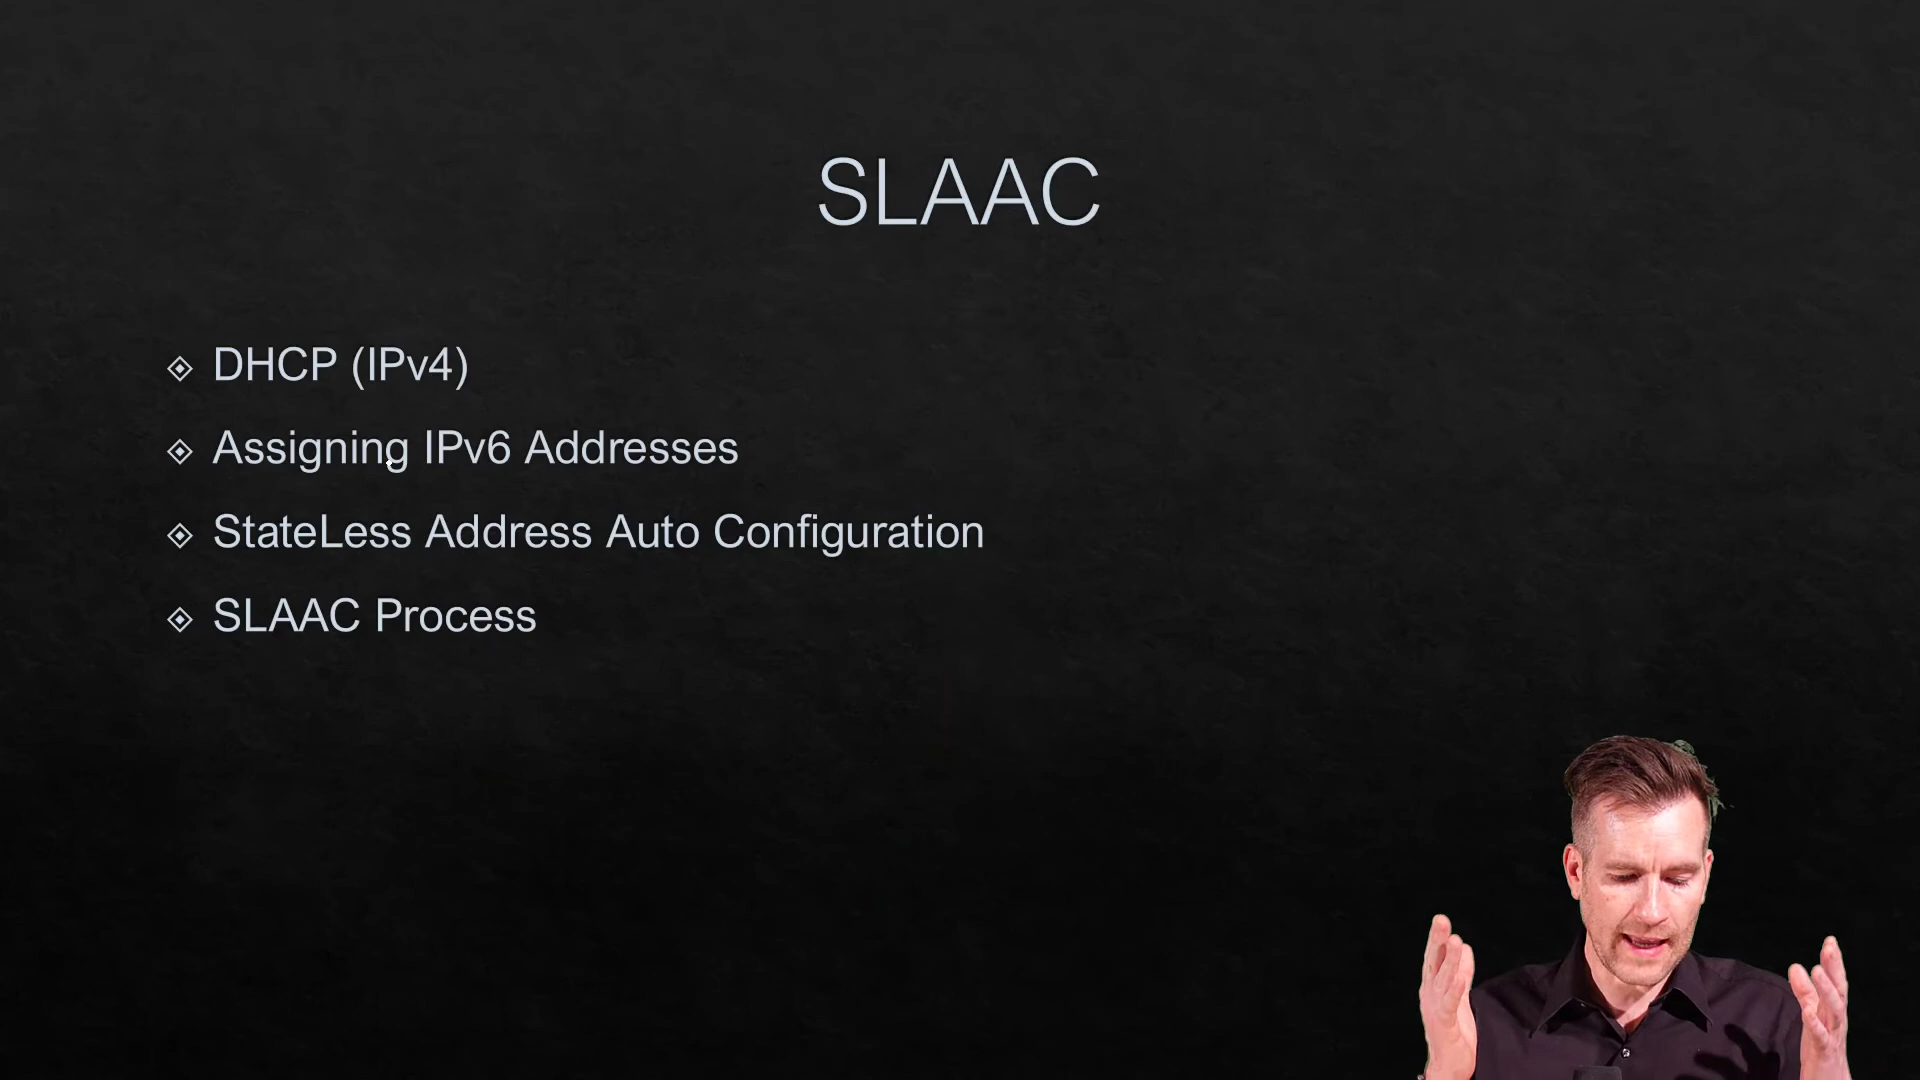 SLAAC
DHCP (IPv4)
Assigning IPv6 Addresses
StateLess Address Auto Configuration
SLAAC Process